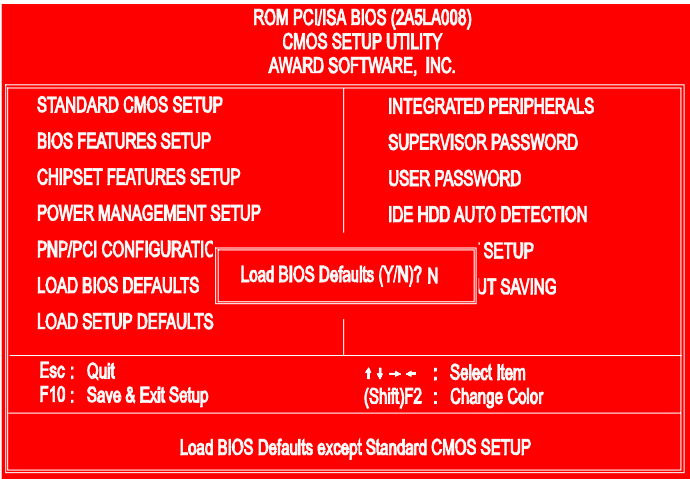 ROM PCI/ISA BIOS (2A5LA008)
CMOS SETUP UTILITY
AWARD SOFTWARE, INC.
STANDARD CMOS SETUP
BIOS FEATURES SETUP
CHIPSET FEATURES SETUP
POWER MANAGEMENT SETUP
PNP/PCI CONFIGURATIO
LOAD BIOS DEFAULTS
LOAD SETUP DEFAULTS
INTEGRATED PERIPHERALS
SUPERVISOR PASSWORD
USER PASSWORD
IDE HDD AUTO DETECTION
SETUP
UT SAVING
Load BIOS Defaults (Y/N)? N
Esc : Quit
F10 : Save & Exit Setup
↑ ↓ → ← : Select Item
(Shift)F2 : Change Color
Load BIOS Defaults except Standard CMOS SETUP